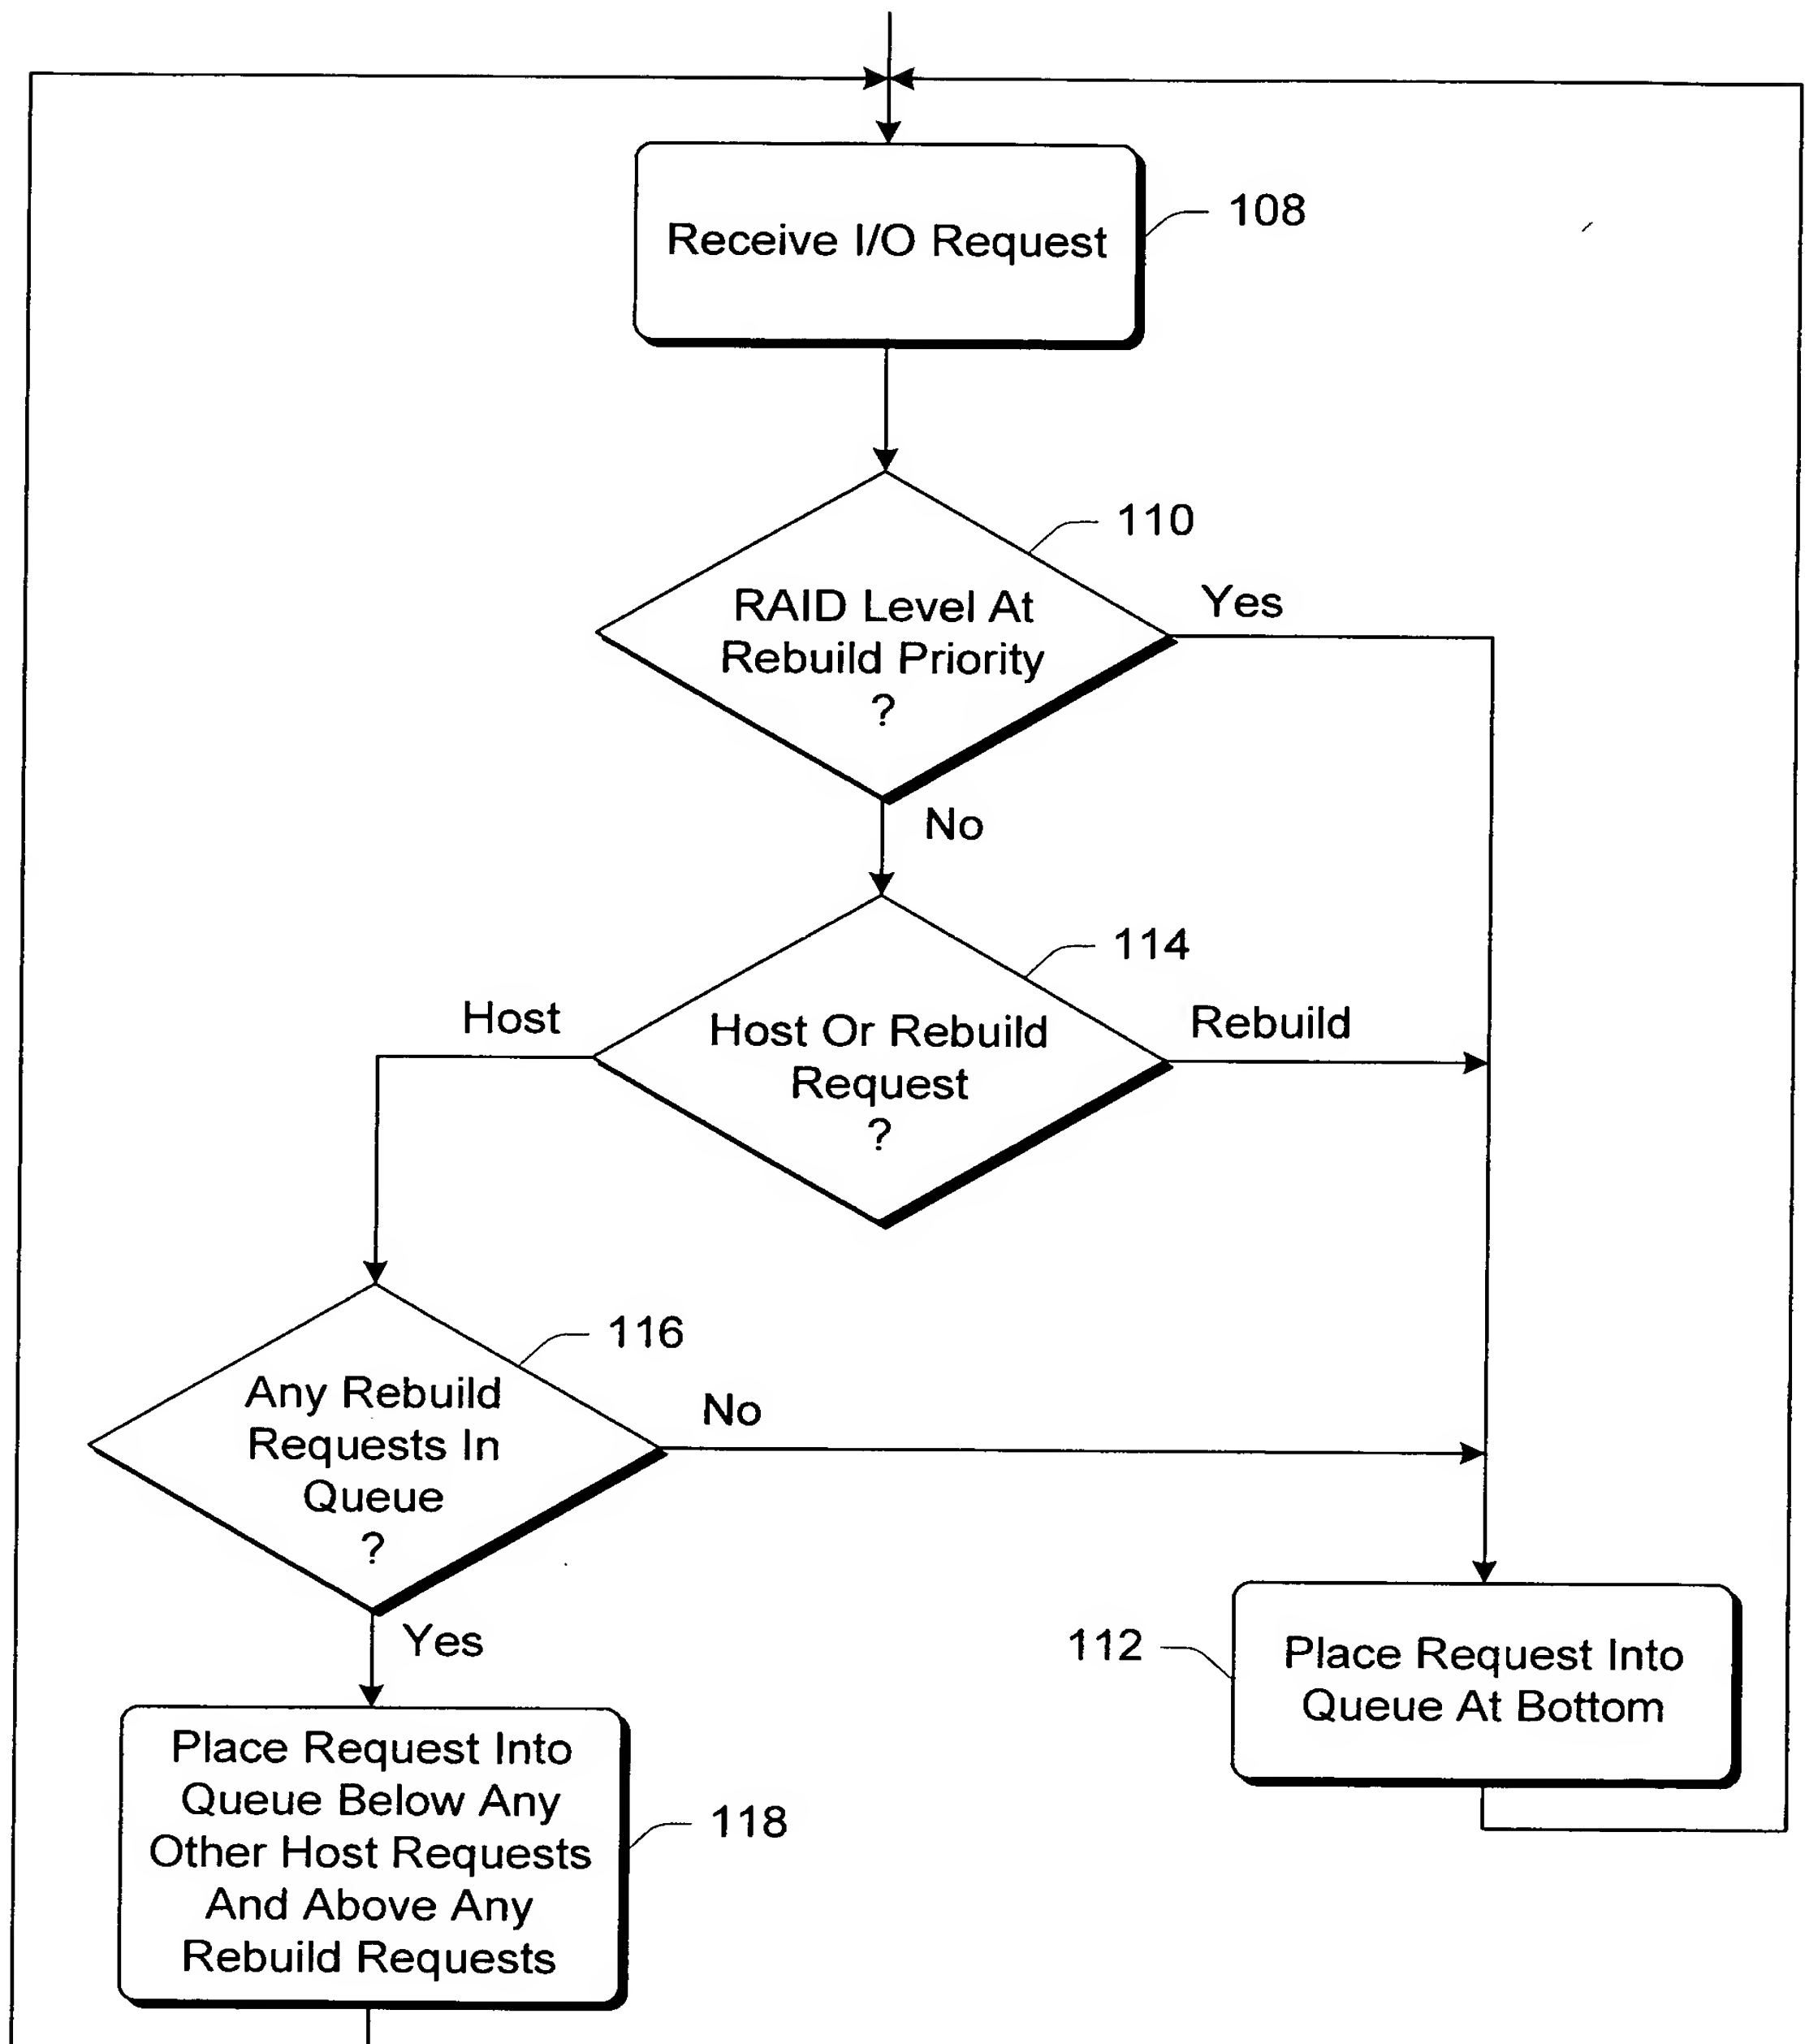 Receive I/O Request
108
110
RAID Level At
Rebuild Priority
?
Yes
No
114
Host
Host Or Rebuild
Request
?
Rebuild
116
Any Rebuild
Requests In
Queue
?
No
Yes
112
Place Request Into
Queue At Bottom
Place Request Into
Queue Below Any
Other Host Requests
And Above Any
Rebuild Requests
118